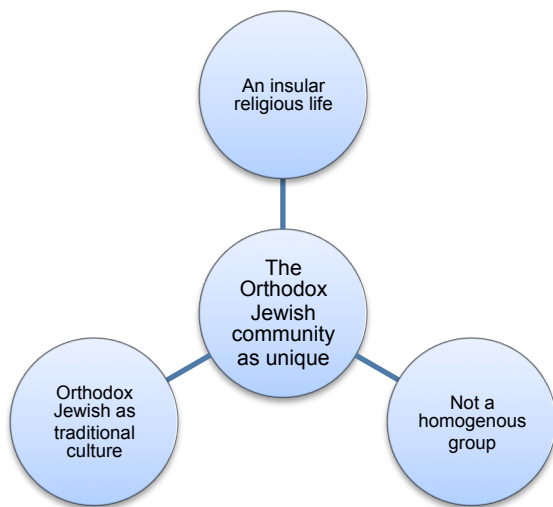 An insular
religious life
The
Orthodox
Jewish
community
as unique
Orthodox
Jewish as
traditional
culture
Not a
homogenous
group